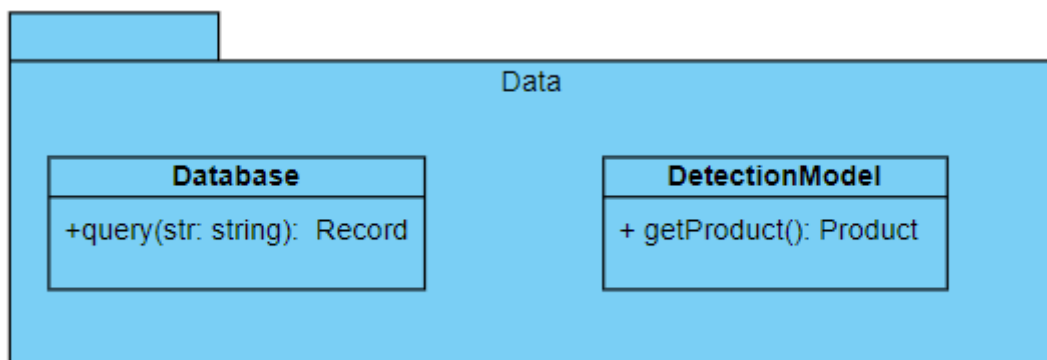 Data
Database
+query(str: string):  Record
DetectionModel
+ getProduct(): Product